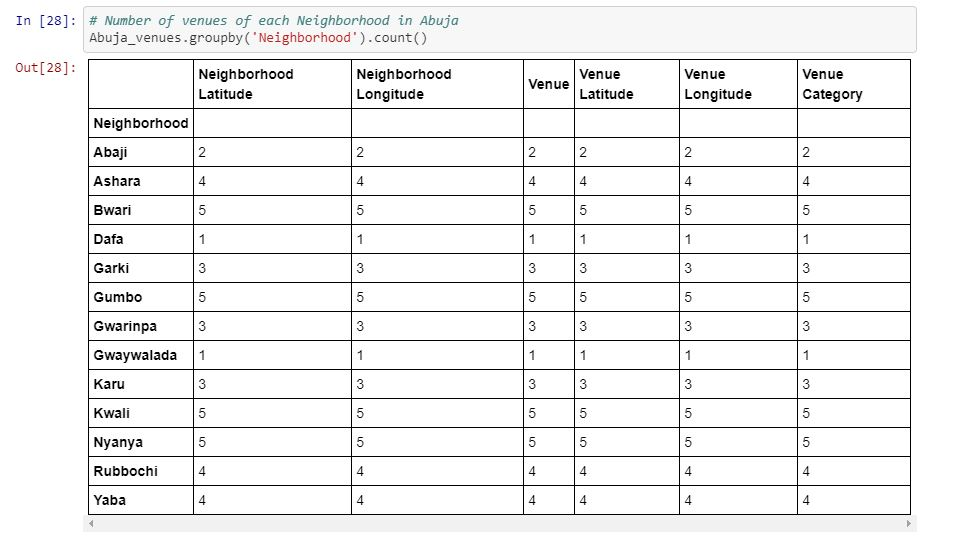 In [28]: # Number of venues of each Neighborhood in Abuja
Abuja_venues.groupby('Neighborhood').count()
Out[28]:
Neighborhood Latitude Neighborhood Longitude Venue Venue Latitude Venue Longitude Venue Category
Neighborhood
Abaji 2 2 2 2 2 2
Ashara 4 4 4 4 4 4
Bwari 5 5 5 5 5 5
Dafa 1 1 1 1 1 1
Garki 3 3 3 3 3 3
Gumbo 5 5 5 5 5 5
Gwarinpa 3 3 3 3 3 3
Gwaywalada 1 1 1 1 1 1
Karu 3 3 3 3 3 3
Kwali 5 5 5 5 5 5
Nyanya 5 5 5 5 5 5
Rubbochi 4 4 4 4 4 4
Yaba 4 4 4 4 4 4